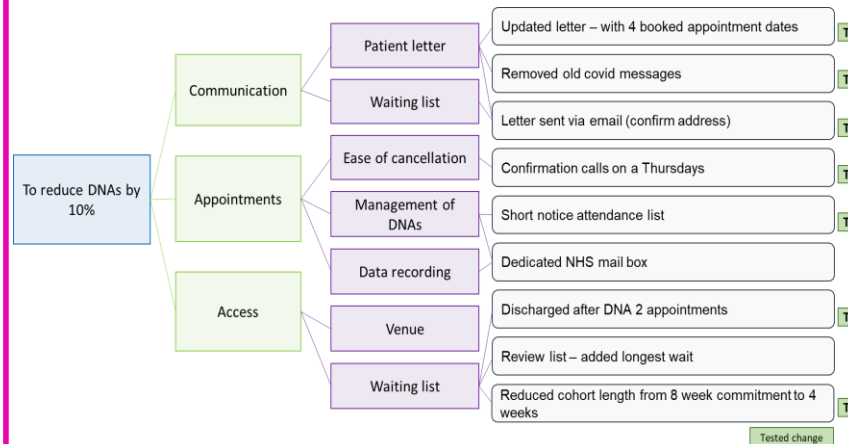 To reduce DNAs by
10%
Communication
Appointments
Access
Patient letter
Waiting list
Ease of cancellation
Management of
DNAs
Data recording
Venue
Waiting list
Updated letter – with 4 booked appointment dates
T
Removed old covid messages
T
Letter sent via email (confirm address)
T
Confirmation calls on a Thursdays
T
Short notice attendance list
T
Dedicated NHS mail box
Discharged after DNA 2 appointments
T
Review list – added longest wait
Reduced cohort length from 8 week commitment to 4
weeks
T
Tested change